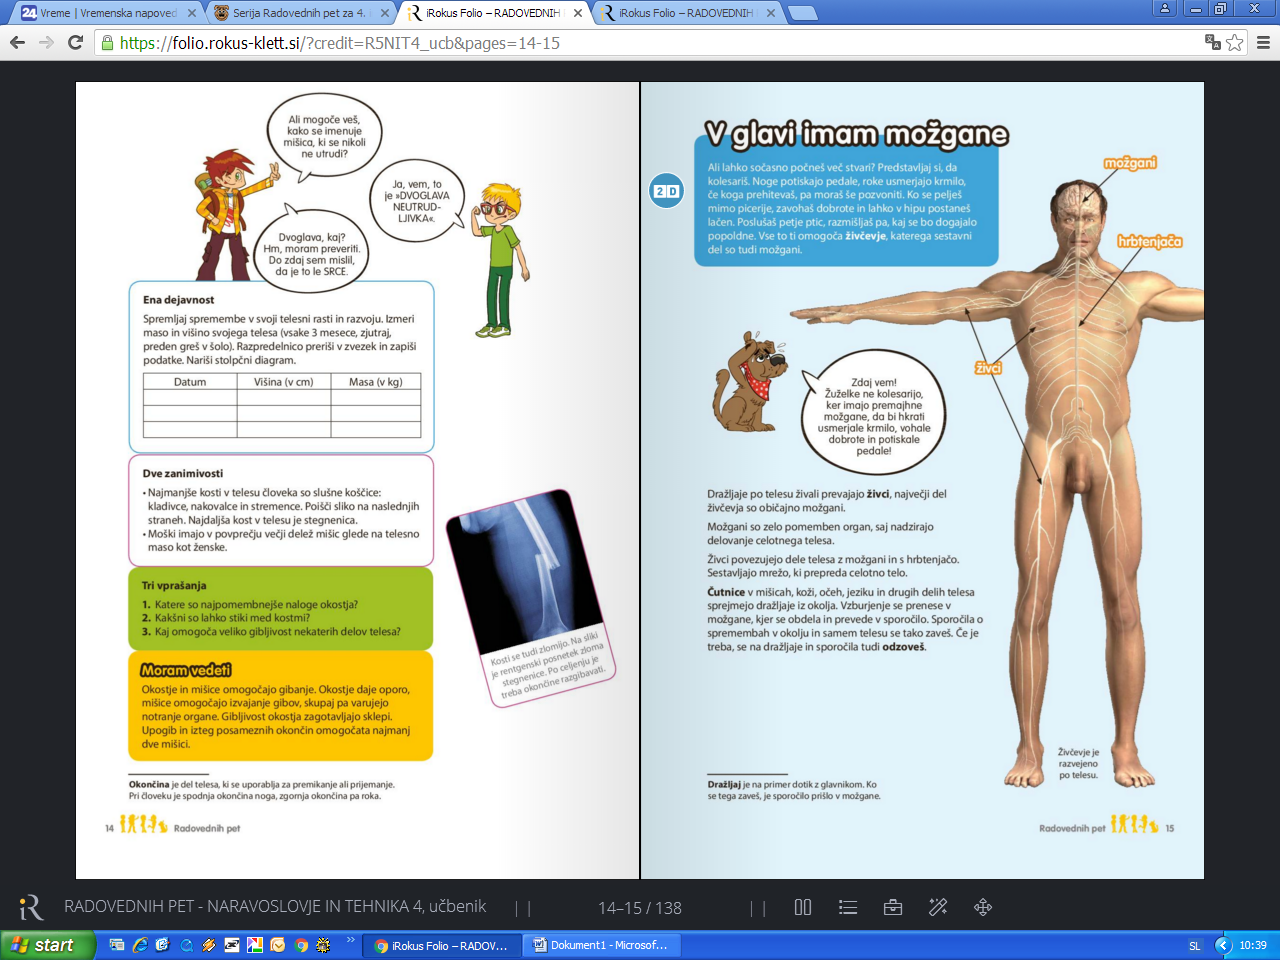 Vreme | Vremenska napoved
Serija Radovednih pet za 4.
iRokus Folio – RADOVEDNIH
iRokus Folio – RADOVEDNIH
https://folio.rokus-klett.si/?credit=R5NIT4_ucb&pages=14-15
Ali mogoče veš,
kako se imenuje
mišica, ki se nikoli
ne utrudi?
Ja, vem, to
je »DVOGLAVA
NEUTRUD-
LJIVKA«.
Dvoglava, kaj?
Hm, moram preveriti.
Do zdaj sem mislil,
da je to le SRCE.
Ena dejavnost
Spremljaj spremembe v svoji telesni rasti in razvoju. Izmeri
maso in višino svojega telesa (vsake 3 mesece, zjutraj,
preden greš v šolo). Razpredelnico preriši v zvezek in zapiši
podatke. Nariši stolpčni diagram.
Datum Višina (v cm) Masa (v kg)
Dve zanimivosti
• Najmanjše kosti v telesu človeka so slušne koščice:
kladivce, nakovalce in stremence. Poišči sliko na naslednjih
straneh. Najdaljša kost v telesu je stegnenica.
• Moški imajo v povprečju večji delež mišic glede na telesno
maso kot ženske.
Tri vprašanja
1. Katere so najpomembnejše naloge okostja?
2. Kakšni so lahko stiki med kostmi?
3. Kaj omogoča veliko gibljivost nekaterih delov telesa?
Moram vedeti
Okostje in mišice omogočajo gibanje. Okostje daje oporo,
mišice omogočajo izvajanje gibov, skupaj pa varujejo
notranje organe. Gibljivost okostja zagotavljajo sklepi.
Upogib in izteg posameznih okončin omogočata najmanj
dve mišici.
Kosti se tudi zlomijo. Na sliki
je rentgenski posnetek zloma
stegnenice. Po celjenju je
treba okončine razgibavati.
Okončina je del telesa, ki se uporablja za premikanje ali prijemanje.
Pri človeku je spodnja okončina noga, zgornja okončina pa roka.
14 Radovednih pet
V glavi imam možgane
2D
Ali lahko sočasno počneš več stvari? Predstavljaj si, da
kolesariš. Noge potiskajo pedale, roke usmerjajo krmilo,
če koga prehitevaš, pa moraš še pozvoniti. Ko se pelješ
mimo picerije, zavohaš dobrote in lahko v hipu postaneš
lačen. Poslušaš petje ptic, razmišljaš pa, kaj se bo dogajalo
popoldne. Vse to ti omogoča živčevje, katerega sestavni
del so tudi možgani.
možgani
hrbtenjača
živci
Zdaj vem!
Žuželke ne kolesarijo,
ker imajo premajhne
možgane, da bi hkrati
usmerjale krmilo, vohale
dobrote in potiskale
pedale!
Dražljaje po telesu živali prevajajo živci, največji del
živčevja so običajno možgani.
Možgani so zelo pomemben organ, saj nadzirajo
delovanje celotnega telesa.
Živci povezujejo dele telesa z možgani in s hrbtenjačo.
Sestavljajo mrežo, ki prepreda celotno telo.
Čutnice v mišicah, koži, očeh, jeziku in drugih delih telesa
sprejmejo dražljaje iz okolja. Vzburjenje se prenese v
možgane, kjer se obdela in prevede v sporočilo. Sporočila o
spremembah v okolju in samem telesu se tako zaveš. Če je
treba, se na dražljaje in sporočila tudi odzoveš.
Živčevje je
razvejeno
po telesu.
Dražljaj je na primer dotik z glavnikom. Ko
se tega zaveš, je sporočilo prišlo v možgane.
Radovednih pet 15
RADOVEDNIH PET - NARAVOSLOVJE IN TEHNIKA 4, učbenik
14–15 / 138
start
iRokus Folio – RADOV...
Dokument1 - Microsof...
SL
10:39